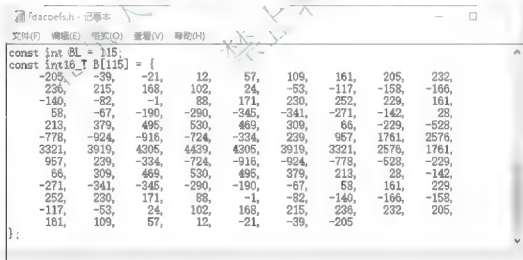 fdacoefs.h - 记事本
文件(F) 编辑(E) 格式(O) 查看(V) 帮助(H)
const int BL = 115;
const int16_T B[115] = {
-205, -39, -21, 12, 57, 109, 161, 205, 232,
236, 215, 168, 102, 24, -53, -117, -158, -166,
-140, -82, -1, 88, 171, 230, 252, 229, 161,
58, -67, -190, -290, -345, -341, -271, -142, 28,
213, 379, 495, 530, 469, 309, 66, -229, -528,
-778, -924, -916, -724, -334, 239, 957, 1761, 2576,
3321, 3919, 4305, 4439, 4305, 3919, 3321, 2576, 1761,
957, 239, -334, -724, -916, -924, -778, -528, -229,
66, 309, 469, 530, 495, 379, 213, 28, -142,
-271, -341, -345, -290, -190, -67, 58, 161, 229,
252, 230, 171, 88, -1, -82, -140, -166, -158,
-117, -53, 24, 102, 168, 215, 236, 232, 205,
161, 109, 57, 12, -21, -39, -205
};